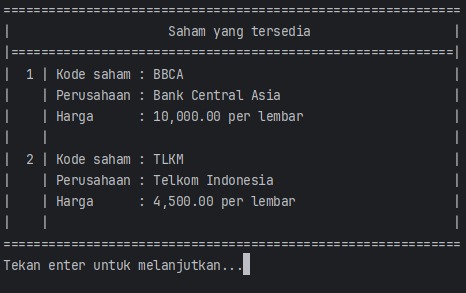 =============================================================
|                     Saham yang tersedia                   |
|===========================================================|
|  1 | Kode saham : BBCA                                    |
|    | Perusahaan : Bank Central Asia                       |
|    | Harga      : 10,000.00 per lembar                    |
|    |                                                      |
|  2 | Kode saham : TLKM                                    |
|    | Perusahaan : Telkom Indonesia                        |
|    | Harga      : 4,500.00 per lembar                     |
|    |                                                      |
=============================================================
Tekan enter untuk melanjutkan...